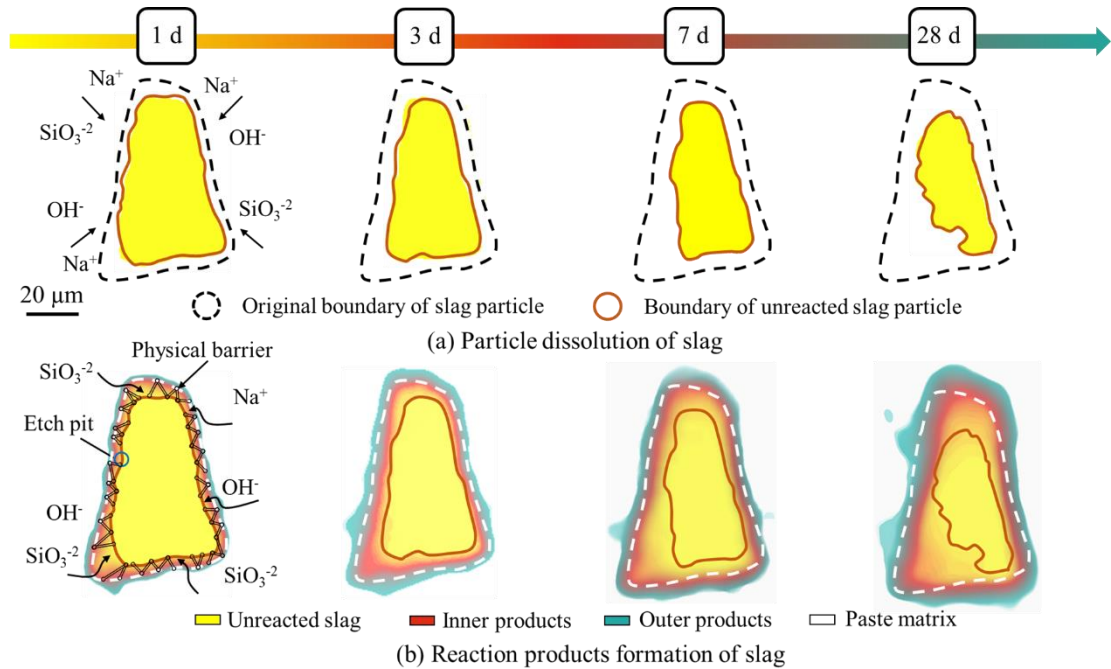 1 d
3 d
7 d
28 d
Na⁺
Na⁺
SiO₃⁻²
OH⁻
OH⁻
SiO₃⁻²
Na⁺
20 μm
Original boundary of slag particle
Boundary of unreacted slag particle
(a) Particle dissolution of slag
Physical barrier
SiO₃⁻²
Na⁺
Etch pit
OH⁻
OH⁻
SiO₃⁻²
SiO₃⁻²
Unreacted slag
Inner products
Outer products
Paste matrix
(b) Reaction products formation of slag